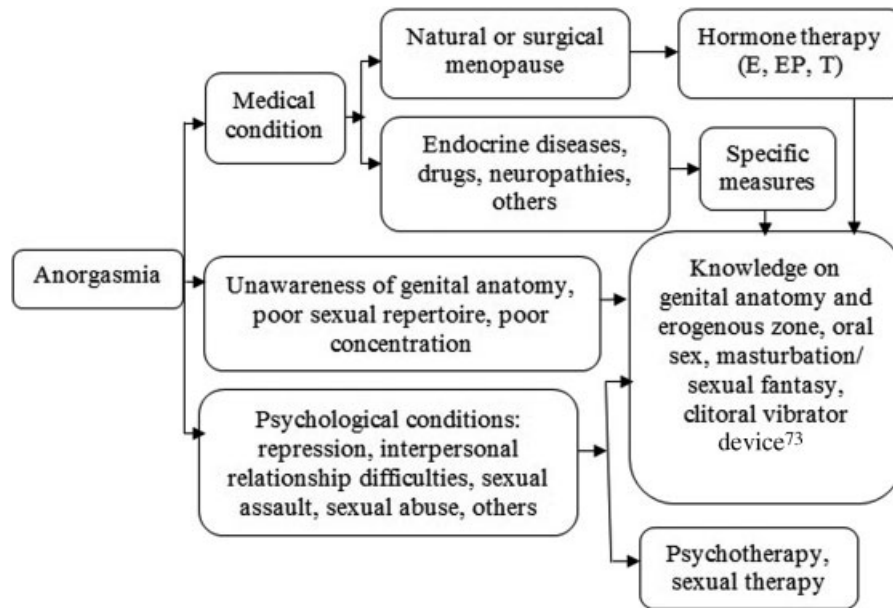 Natural or surgical
menopause
Hormone therapy
(E, EP, T)
Medical
condition
Endocrine diseases,
drugs, neuropathies,
others
Specific
measures
Anorgasmia
Unawareness of genital anatomy,
poor sexual repertoire, poor
concentration
Knowledge on
genital anatomy and
erogenous zone, oral
sex, masturbation/
sexual fantasy,
clitoral vibrator
device73
Psychological conditions:
repression, interpersonal
relationship difficulties, sexual
assault, sexual abuse, others
Psychotherapy,
sexual therapy